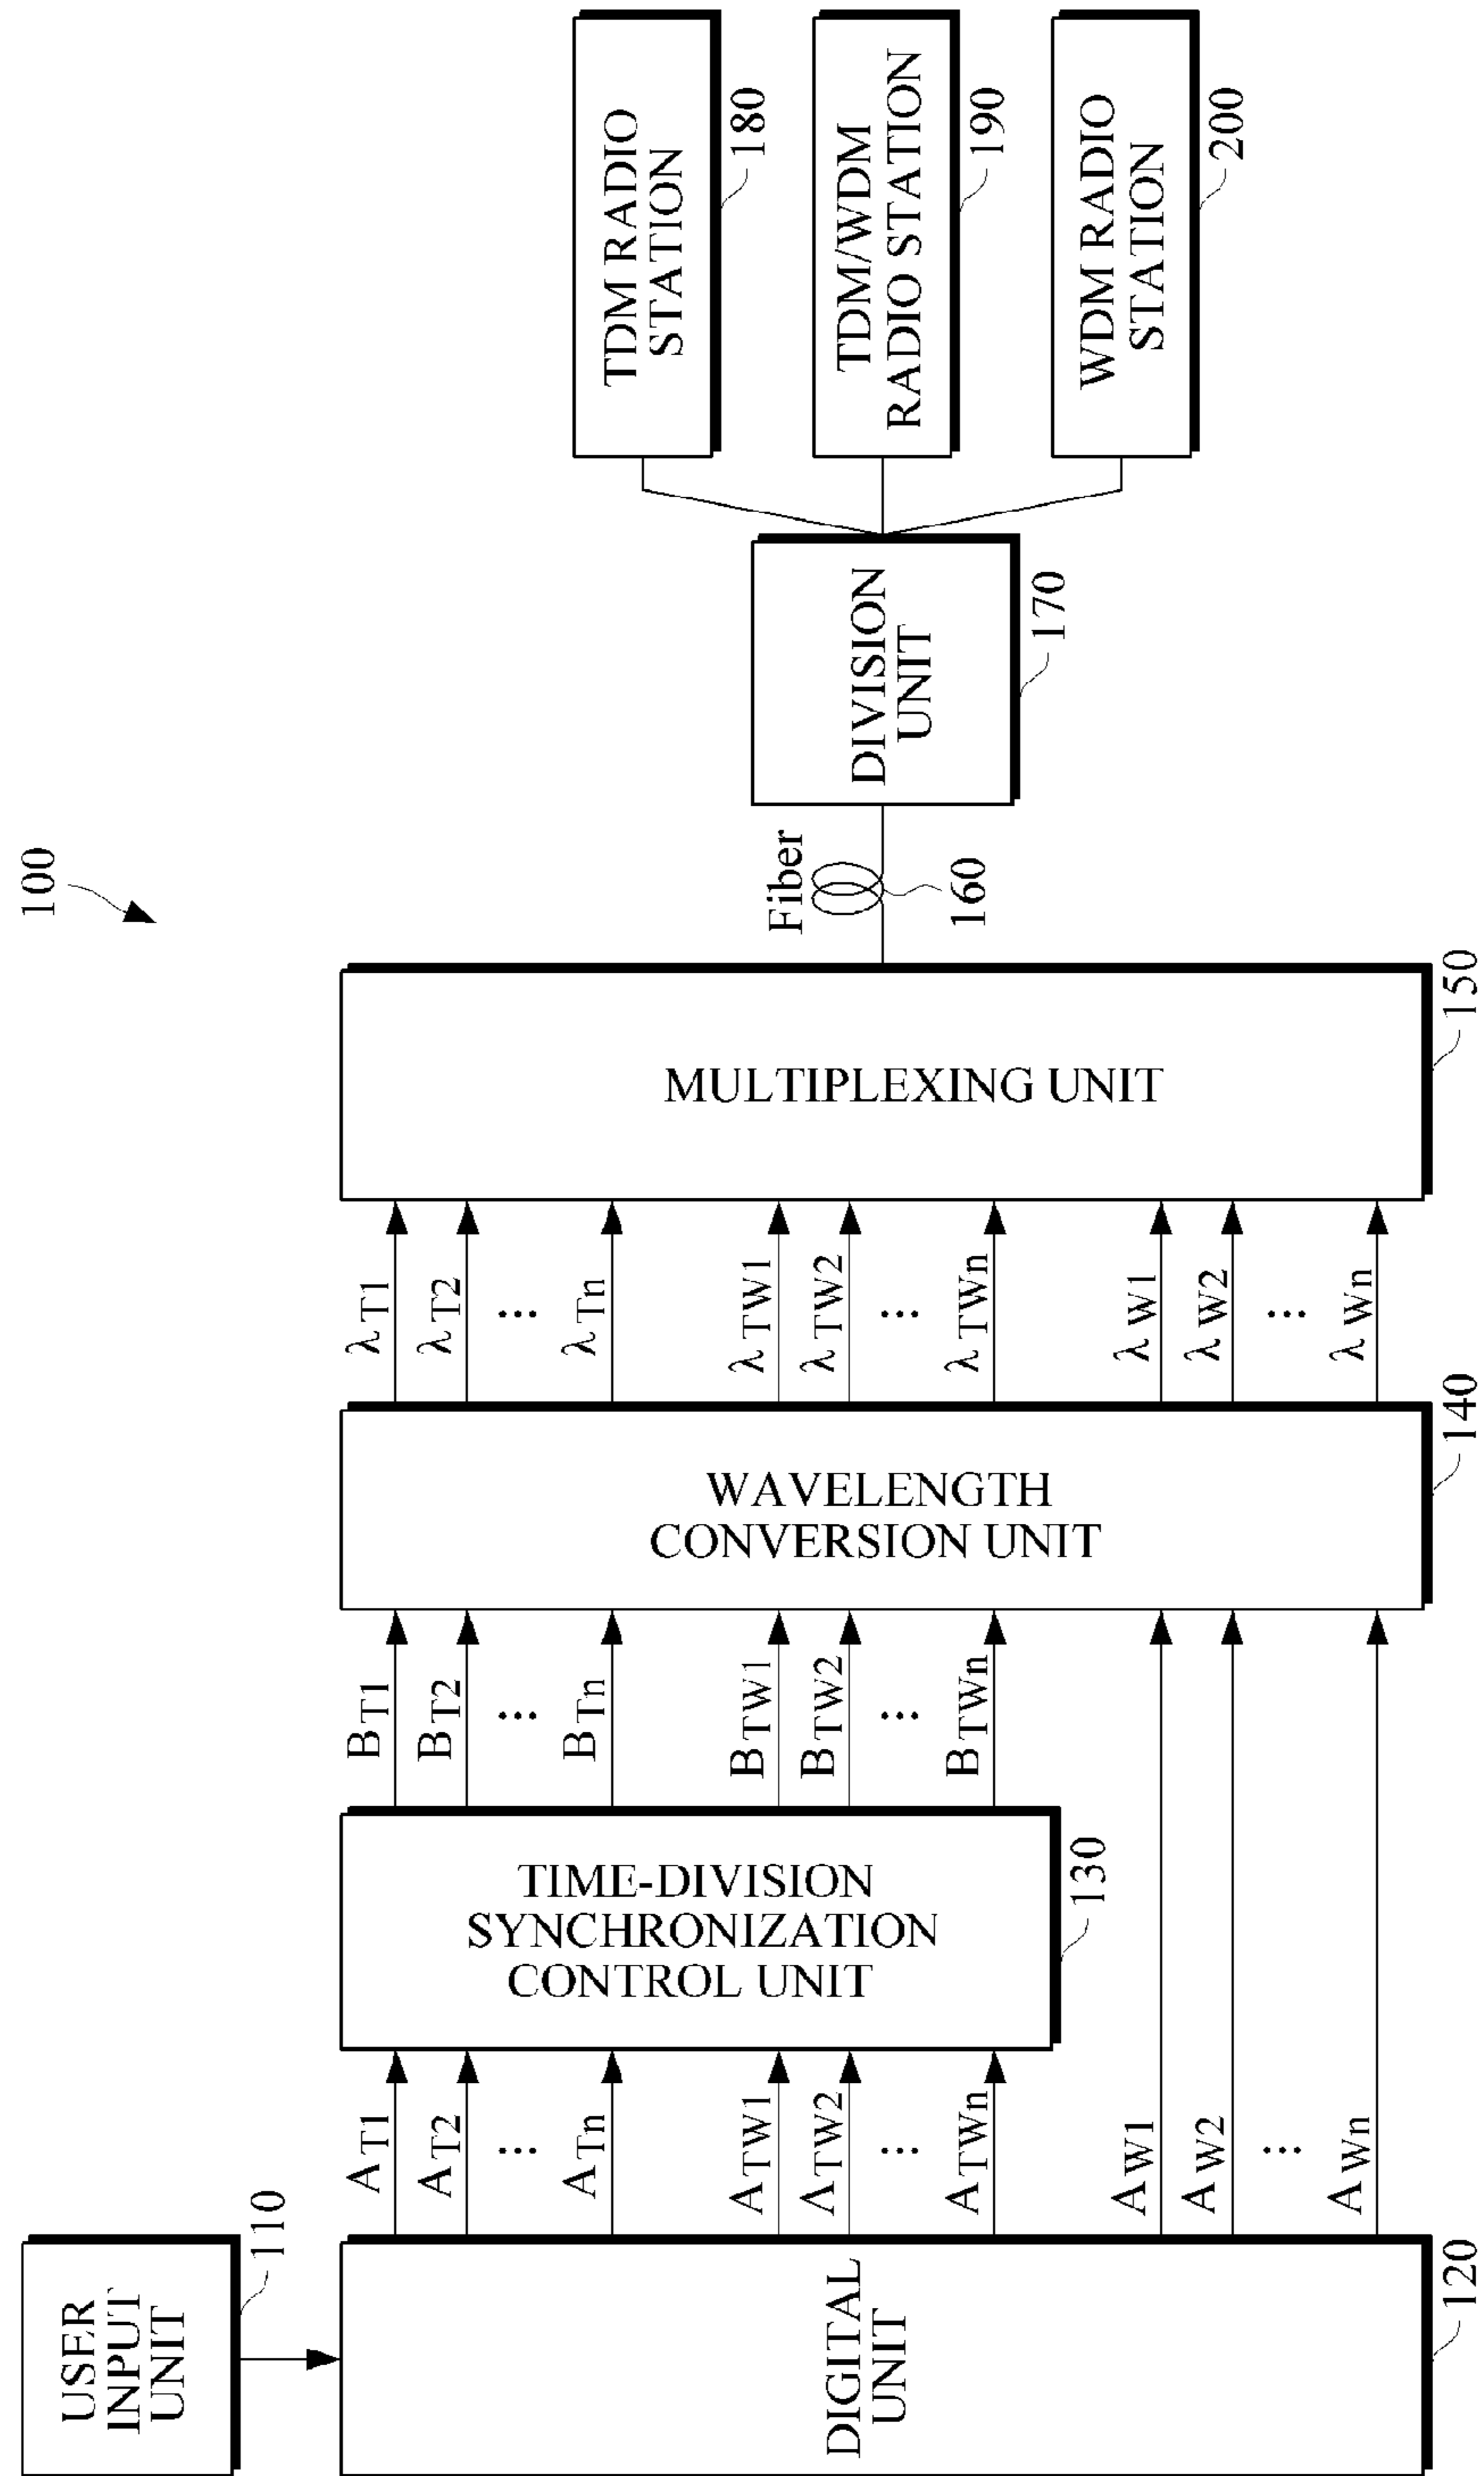 100
USER
INPUT
UNIT
110
DIGITAL
UNIT
120
A T1
A T2
...
A Tn
A TW1
A TW2
...
A TWn
A W1
A W2
...
A Wn
TIME-DIVISION
SYNCHRONIZATION
CONTROL UNIT
130
B T1
B T2
...
B Tn
B TW1
B TW2
...
B TWn
WAVELENGTH
CONVERSION UNIT
140
λ T1
λ T2
...
λ Tn
λ TW1
λ TW2
...
λ TWn
λ W1
λ W2
...
λ Wn
MULTIPLEXING UNIT
150
Fiber
160
DIVISION
UNIT
170
TDM RADIO
STATION
180
TDM/WDM
RADIO STATION
190
WDM RADIO
STATION
200